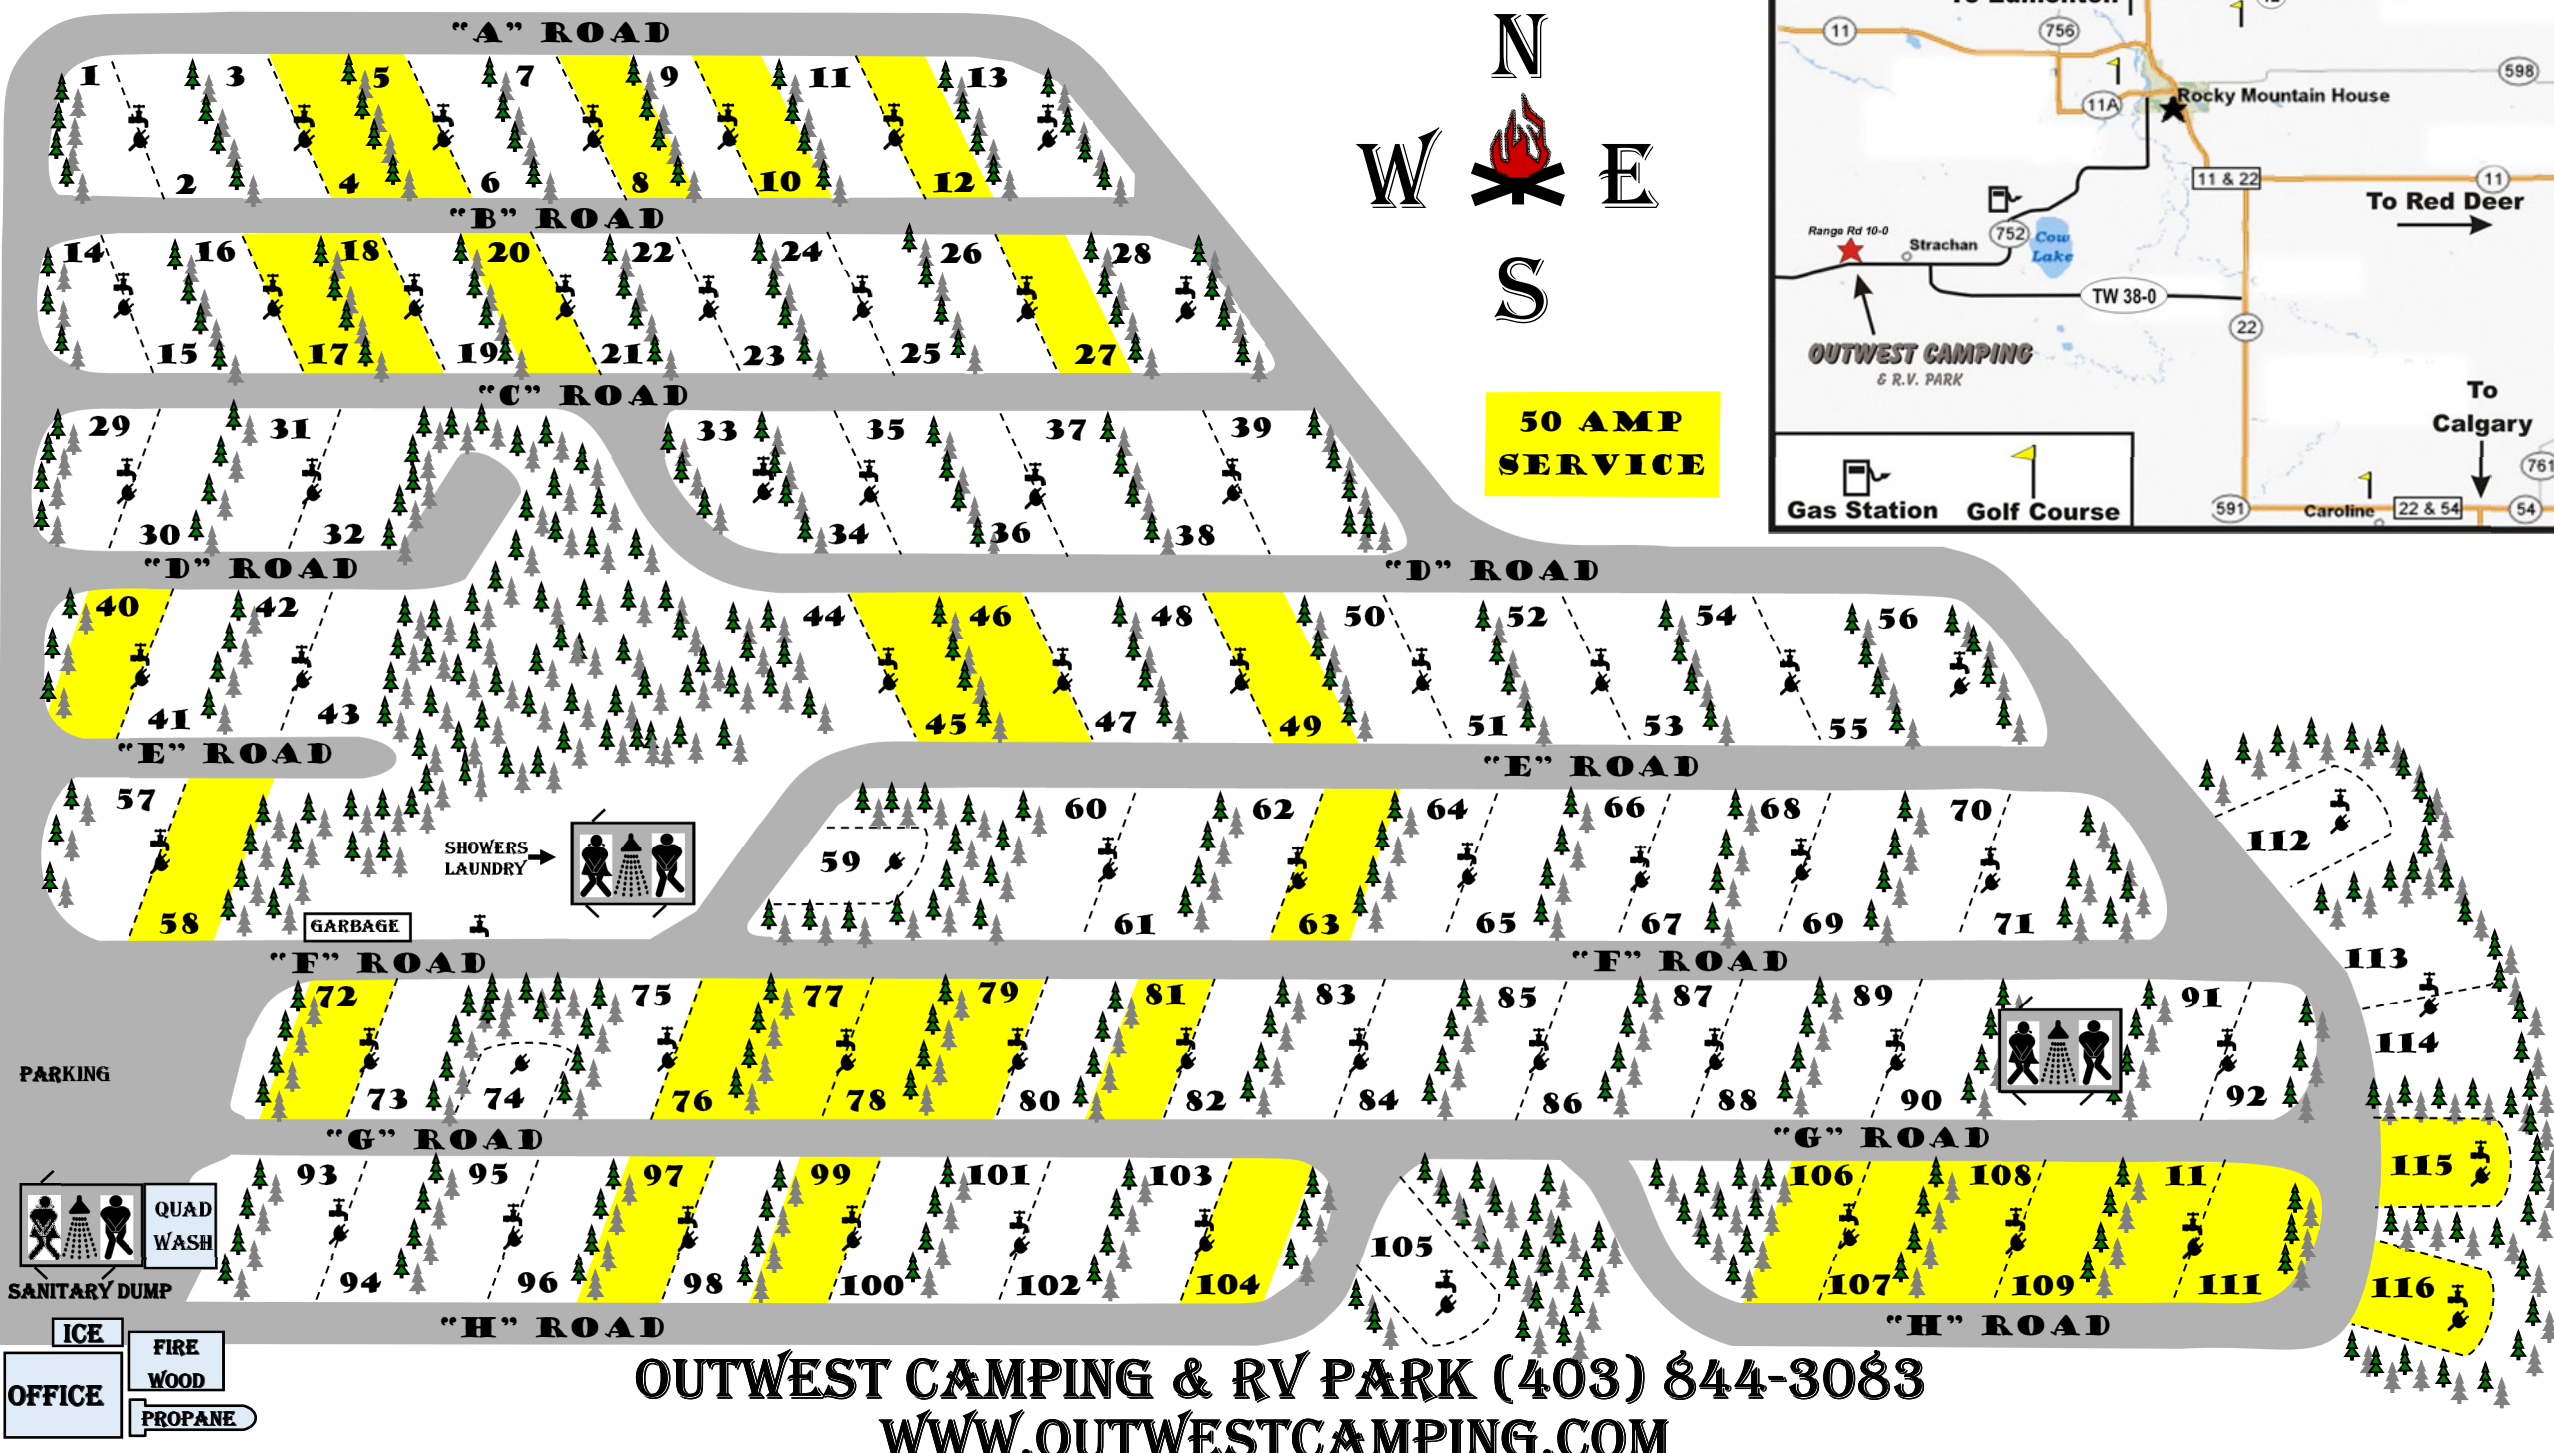 "A" ROAD
1 3 5 7 9 11 13
2 4 6 8 10 12
"B" ROAD
14 16 18 20 22 24 26 28
15 17 19 21 23 25 27
"C" ROAD
29 31 33 35 37 39
30 32 34 36 38
"D" ROAD "D" ROAD
40 42 44 46 48 50 52 54 56
41 43 45 47 49 51 53 55
"E" ROAD "E" ROAD
57 60 62 64 66 68 70
59
58 61 63 65 67 69 71
SHOWERS
LAUNDRY
GARBAGE
"F" ROAD "F" ROAD
72 75 77 79 81 83 85 87 89 91
73 74 76 78 80 82 84 86 88 90 92
PARKING
"G" ROAD "G" ROAD
93 95 97 99 101 103 105 106 108 11
94 96 98 100 102 104 107 109 111
"H" ROAD "H" ROAD
112
113
114
115
116
QUAD
WASH
SANITARY DUMP
ICE
FIRE
WOOD
OFFICE
PROPANE
N
W E
S
50 AMP
SERVICE
To Edmonton
11 756
598
11A
Rocky Mountain House
11 & 22 11
To Red Deer
Range Rd 10-0
Strachan
752
Cow
Lake
TW 38-0
22
OUTWEST CAMPING
& R.V. PARK
To
Calgary
761
591
Caroline
22 & 54
54
Gas Station Golf Course
OUTWEST CAMPING & RV PARK (403) 844-3083
WWW.OUTWESTCAMPING.COM